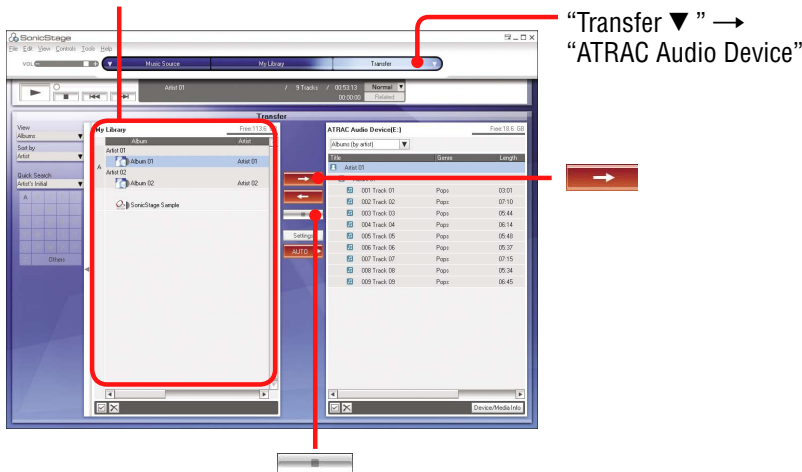 “Transfer ▼ ” →
“ATRAC Audio Device”
SonicStage
File Edit View Controls Tools Help
VOL
Music Source My Library Transfer
Artist 01 / 9 Tracks / 00:53:13 Normal
00:00:00 Related
Transfer
View
Albums
Sort by
Artist
Quick Search
Artist's Initial
A
Others
My Library Free:113.6
Album Artist
Artist 01
A
Album 01 Artist 01
Artist 02
Album 02 Artist 02
SonicStage Sample
Settings
AUTO
ATRAC Audio Device(E:) Free:18.6 GB
Albums (by artist)
Title Genre Length
Artist 01
001 Track 01 Pops 03:01
002 Track 02 Pops 07:10
003 Track 03 Pops 05:44
004 Track 04 Pops 06:14
005 Track 05 Pops 05:48
006 Track 06 Pops 05:37
007 Track 07 Pops 07:15
008 Track 08 Pops 05:34
009 Track 09 Pops 06:45
Device/Media Info